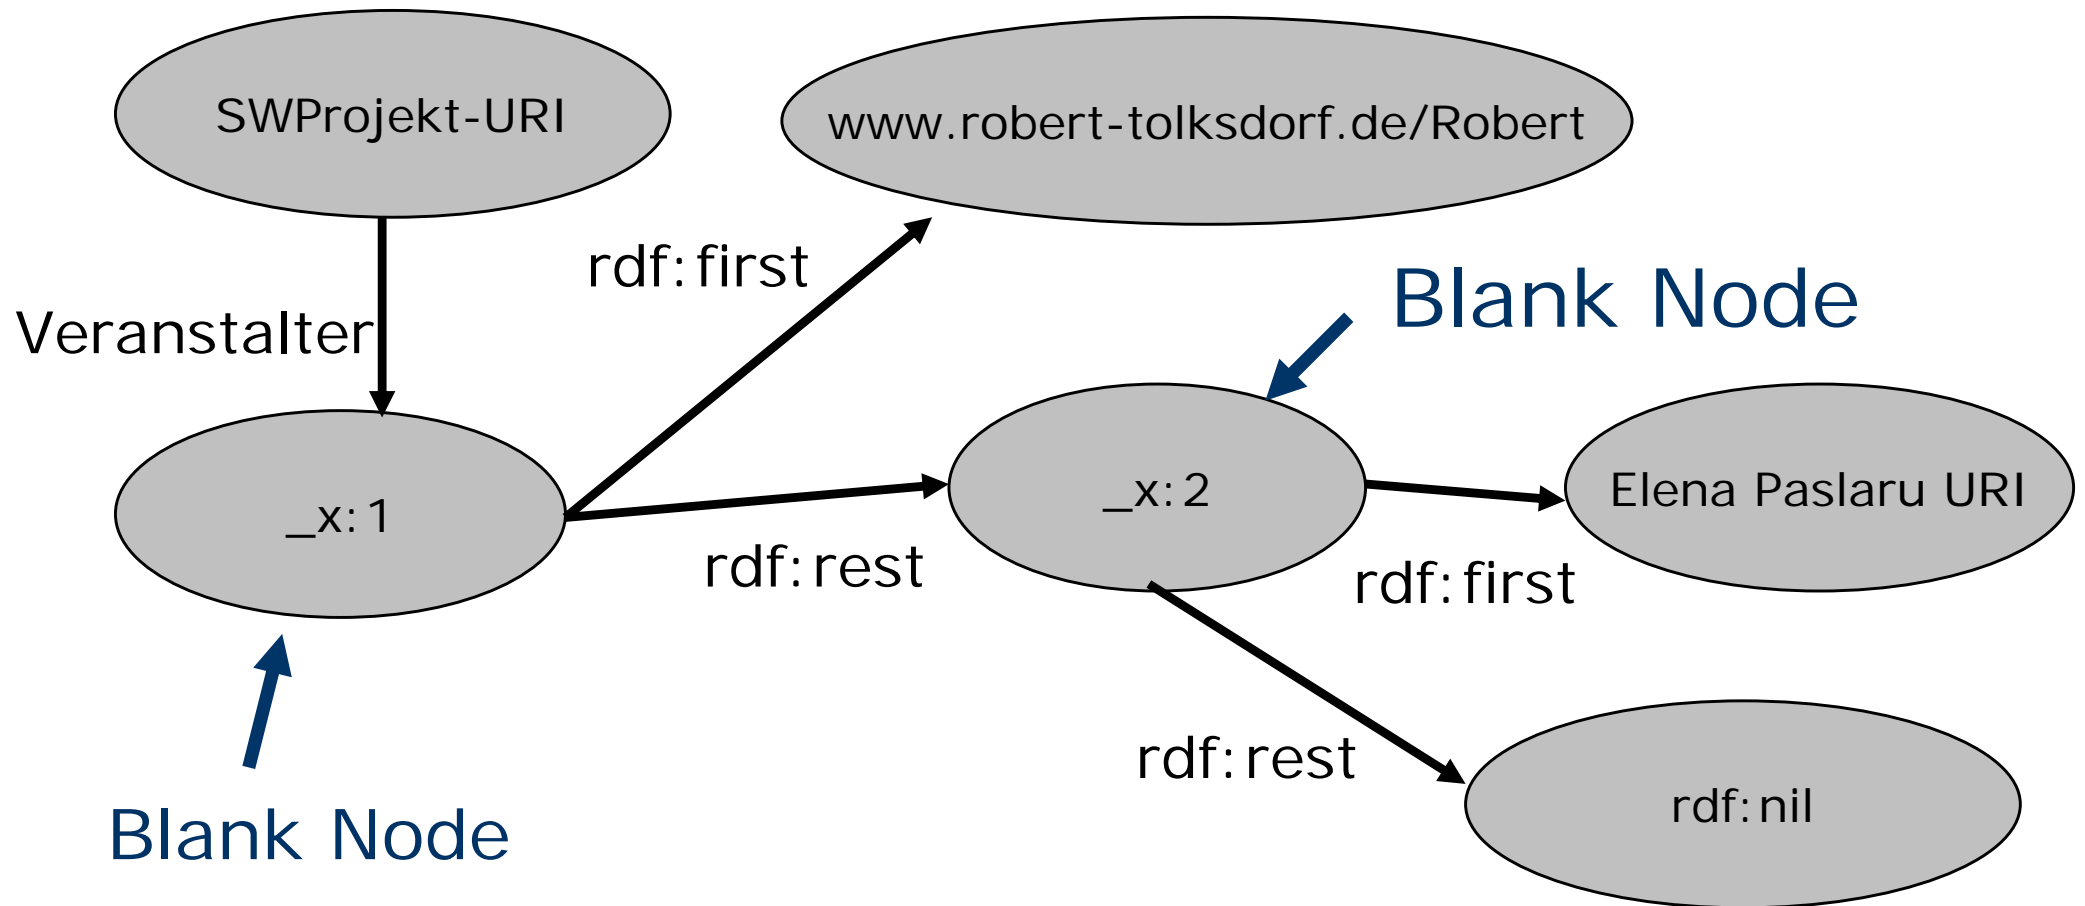 SWProjekt-URI
www.robert-tolksdorf.de/Robert
rdf:first
Blank Node
Veranstalter
_x:1
_x:2
Elena Paslaru URI
rdf:rest
rdf:first
rdf:rest
rdf:nil
Blank Node